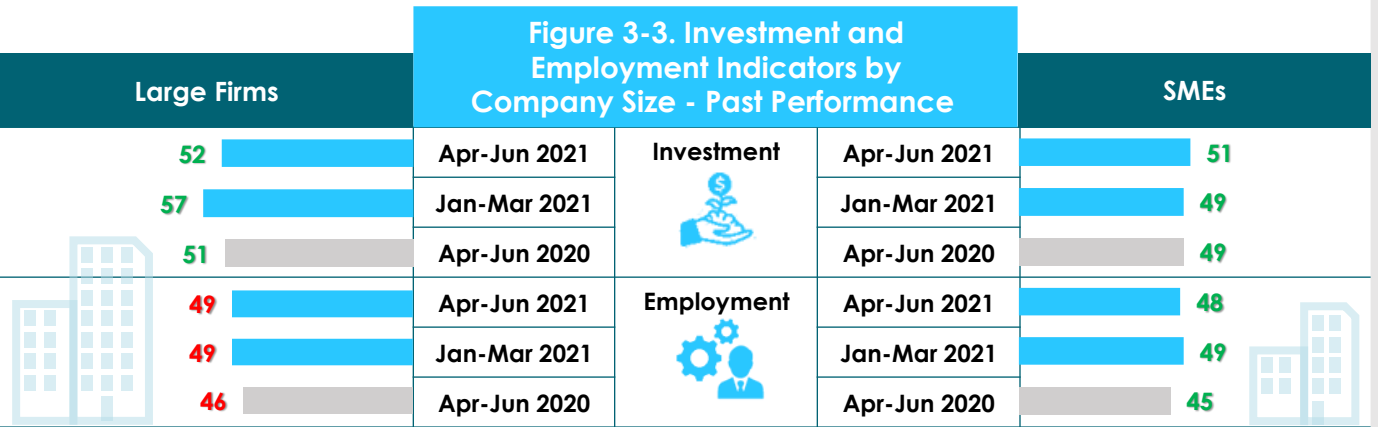 Figure 3-3. Investment and
Employment Indicators by
Company Size - Past Performance
Large Firms
SMEs
52 Apr-Jun 2021 Investment Apr-Jun 2021 51
57 Jan-Mar 2021 Jan-Mar 2021 49
51 Apr-Jun 2020 Apr-Jun 2020 49
49 Apr-Jun 2021 Employment Apr-Jun 2021 48
49 Jan-Mar 2021 Jan-Mar 2021 49
46 Apr-Jun 2020 Apr-Jun 2020 45